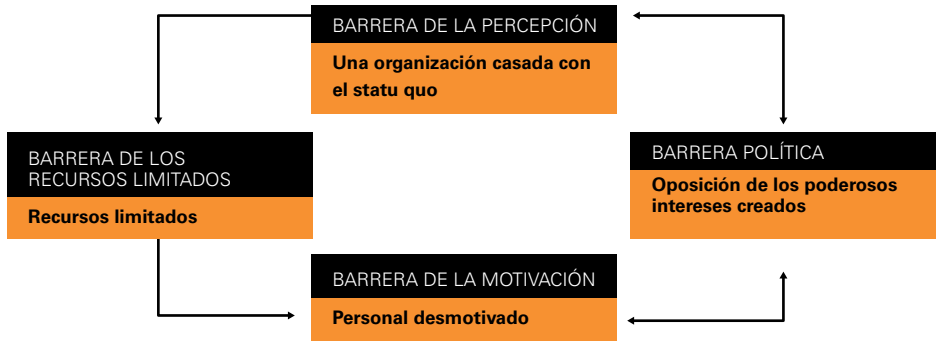 BARRERA DE LA PERCEPCIÓN
Una organización casada con
el statu quo
BARRERA DE LOS
RECURSOS LIMITADOS
Recursos limitados
BARRERA POLÍTICA
Oposición de los poderosos
intereses creados
BARRERA DE LA MOTIVACIÓN
Personal desmotivado